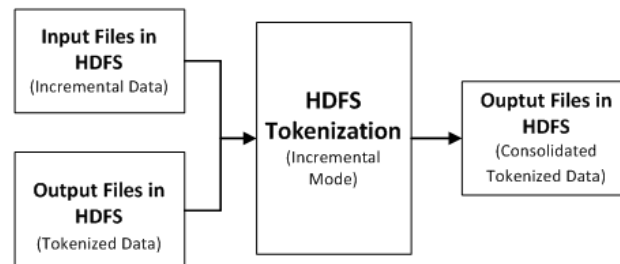 Input Files in
HDFS
(Incremental Data)
Output Files in
HDFS
(Tokenized Data)
HDFS
Tokenization
(Incremental
Mode)
Ouptut Files in
HDFS
(Consolidated
Tokenized Data)